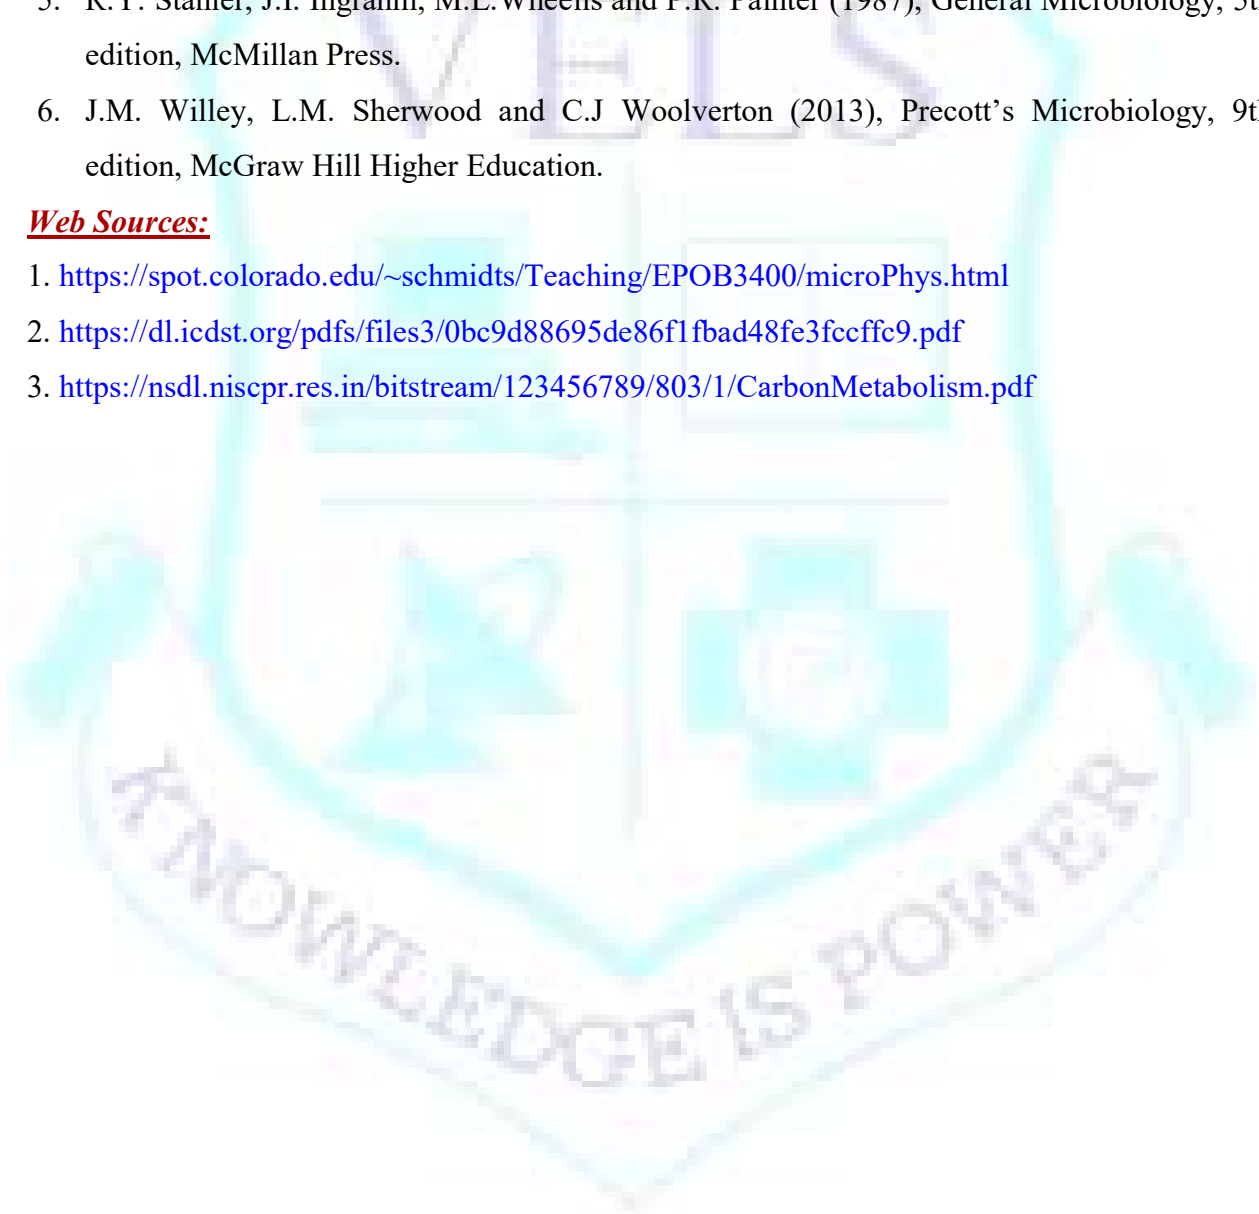 edition, McMillan Press.
6. J.M. Willey, L.M. Sherwood and C.J Woolverton (2013), Precott’s Microbiology,
edition, McGraw Hill Higher Education.
Web Sources:
1. https://spot.colorado.edu/~schmidts/Teaching/EPOB3400/microPhys.html
2. https://dl.icdst.org/pdfs/files3/0bc9d88695de86f1fbad48fe3fccffc9.pdf
3. https://nsdl.niscpr.res.in/bitstream/123456789/803/1/CarbonMetabolism.pdf
VELS
KNOWLEDGE IS POWER